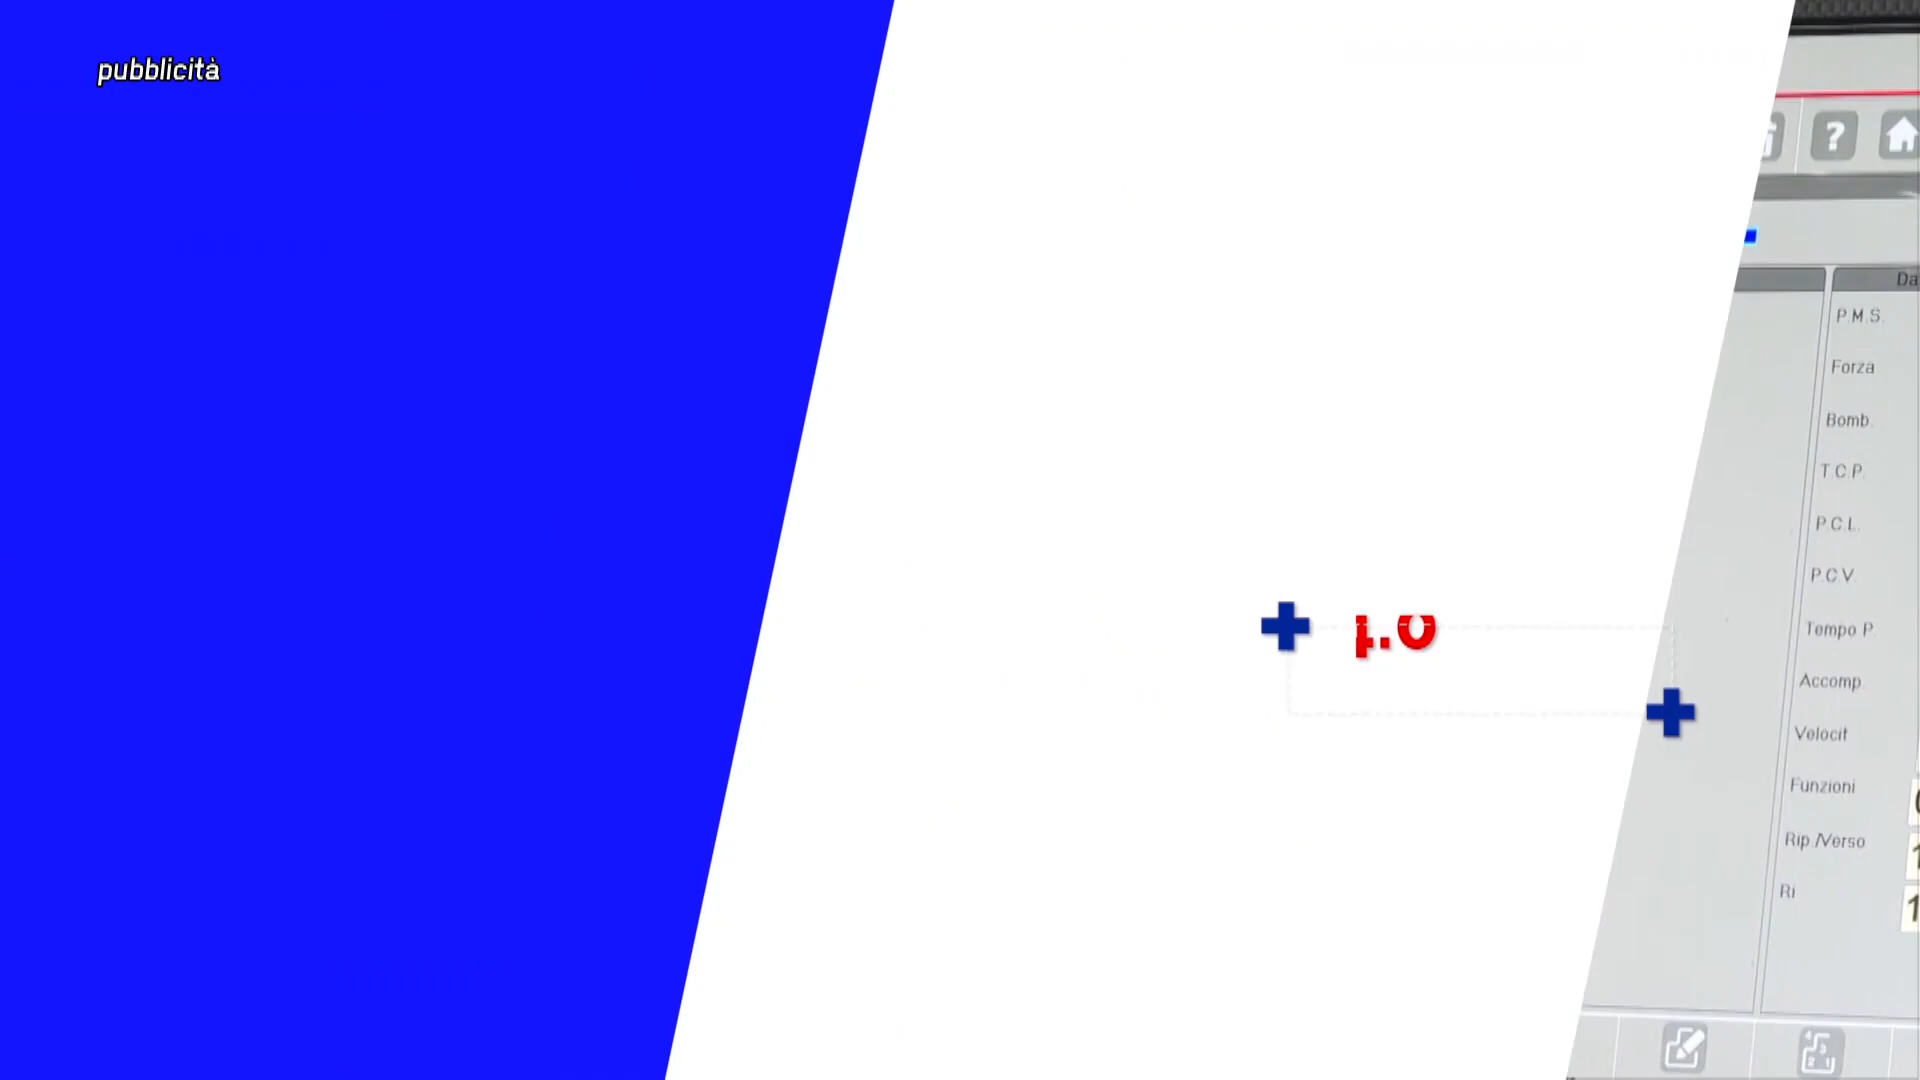 pubblicità
?
P.M.S.
Forza
Bomb.
T.C.P.
P.C.L.
P.C.V.
Tempo P.
Accomp.
Velocit
Funzioni
Rip./Verso
Ri